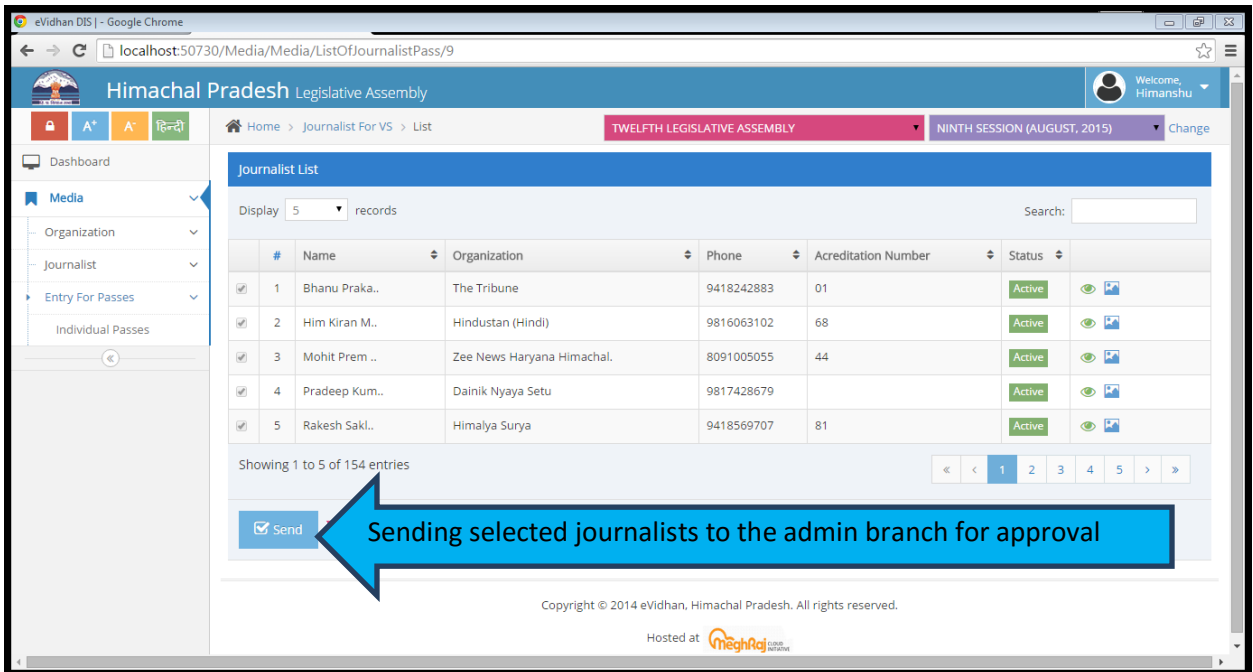 eVidhan DIS | - Google Chrome
localhost:50730/Media/Media/ListOfJournalistPass/9
Himachal Pradesh Legislative Assembly
Welcome,
Himanshu
A+ A- हिन्दी
Home > Journalist For VS > List
TWELFTH LEGISLATIVE ASSEMBLY
NINTH SESSION (AUGUST, 2015)
Change
Dashboard
Media
Organization
Journalist
Entry For Passes
Individual Passes
Journalist List
Display 5 records
Search:
# Name Organization Phone Acreditation Number Status
1 Bhanu Praka.. The Tribune 9418242883 01 Active
2 Him Kiran M.. Hindustan (Hindi) 9816063102 68 Active
3 Mohit Prem .. Zee News Haryana Himachal. 8091005055 44 Active
4 Pradeep Kum.. Dainik Nyaya Setu 9817428679 Active
5 Rakesh Sakl.. Himalya Surya 9418569707 81 Active
Showing 1 to 5 of 154 entries
« < 1 2 3 4 5 > »
Send
Sending selected journalists to the admin branch for approval
Copyright © 2014 eVidhan, Himachal Pradesh. All rights reserved.
Hosted at MeghRaj CLOUD INITIATIVE